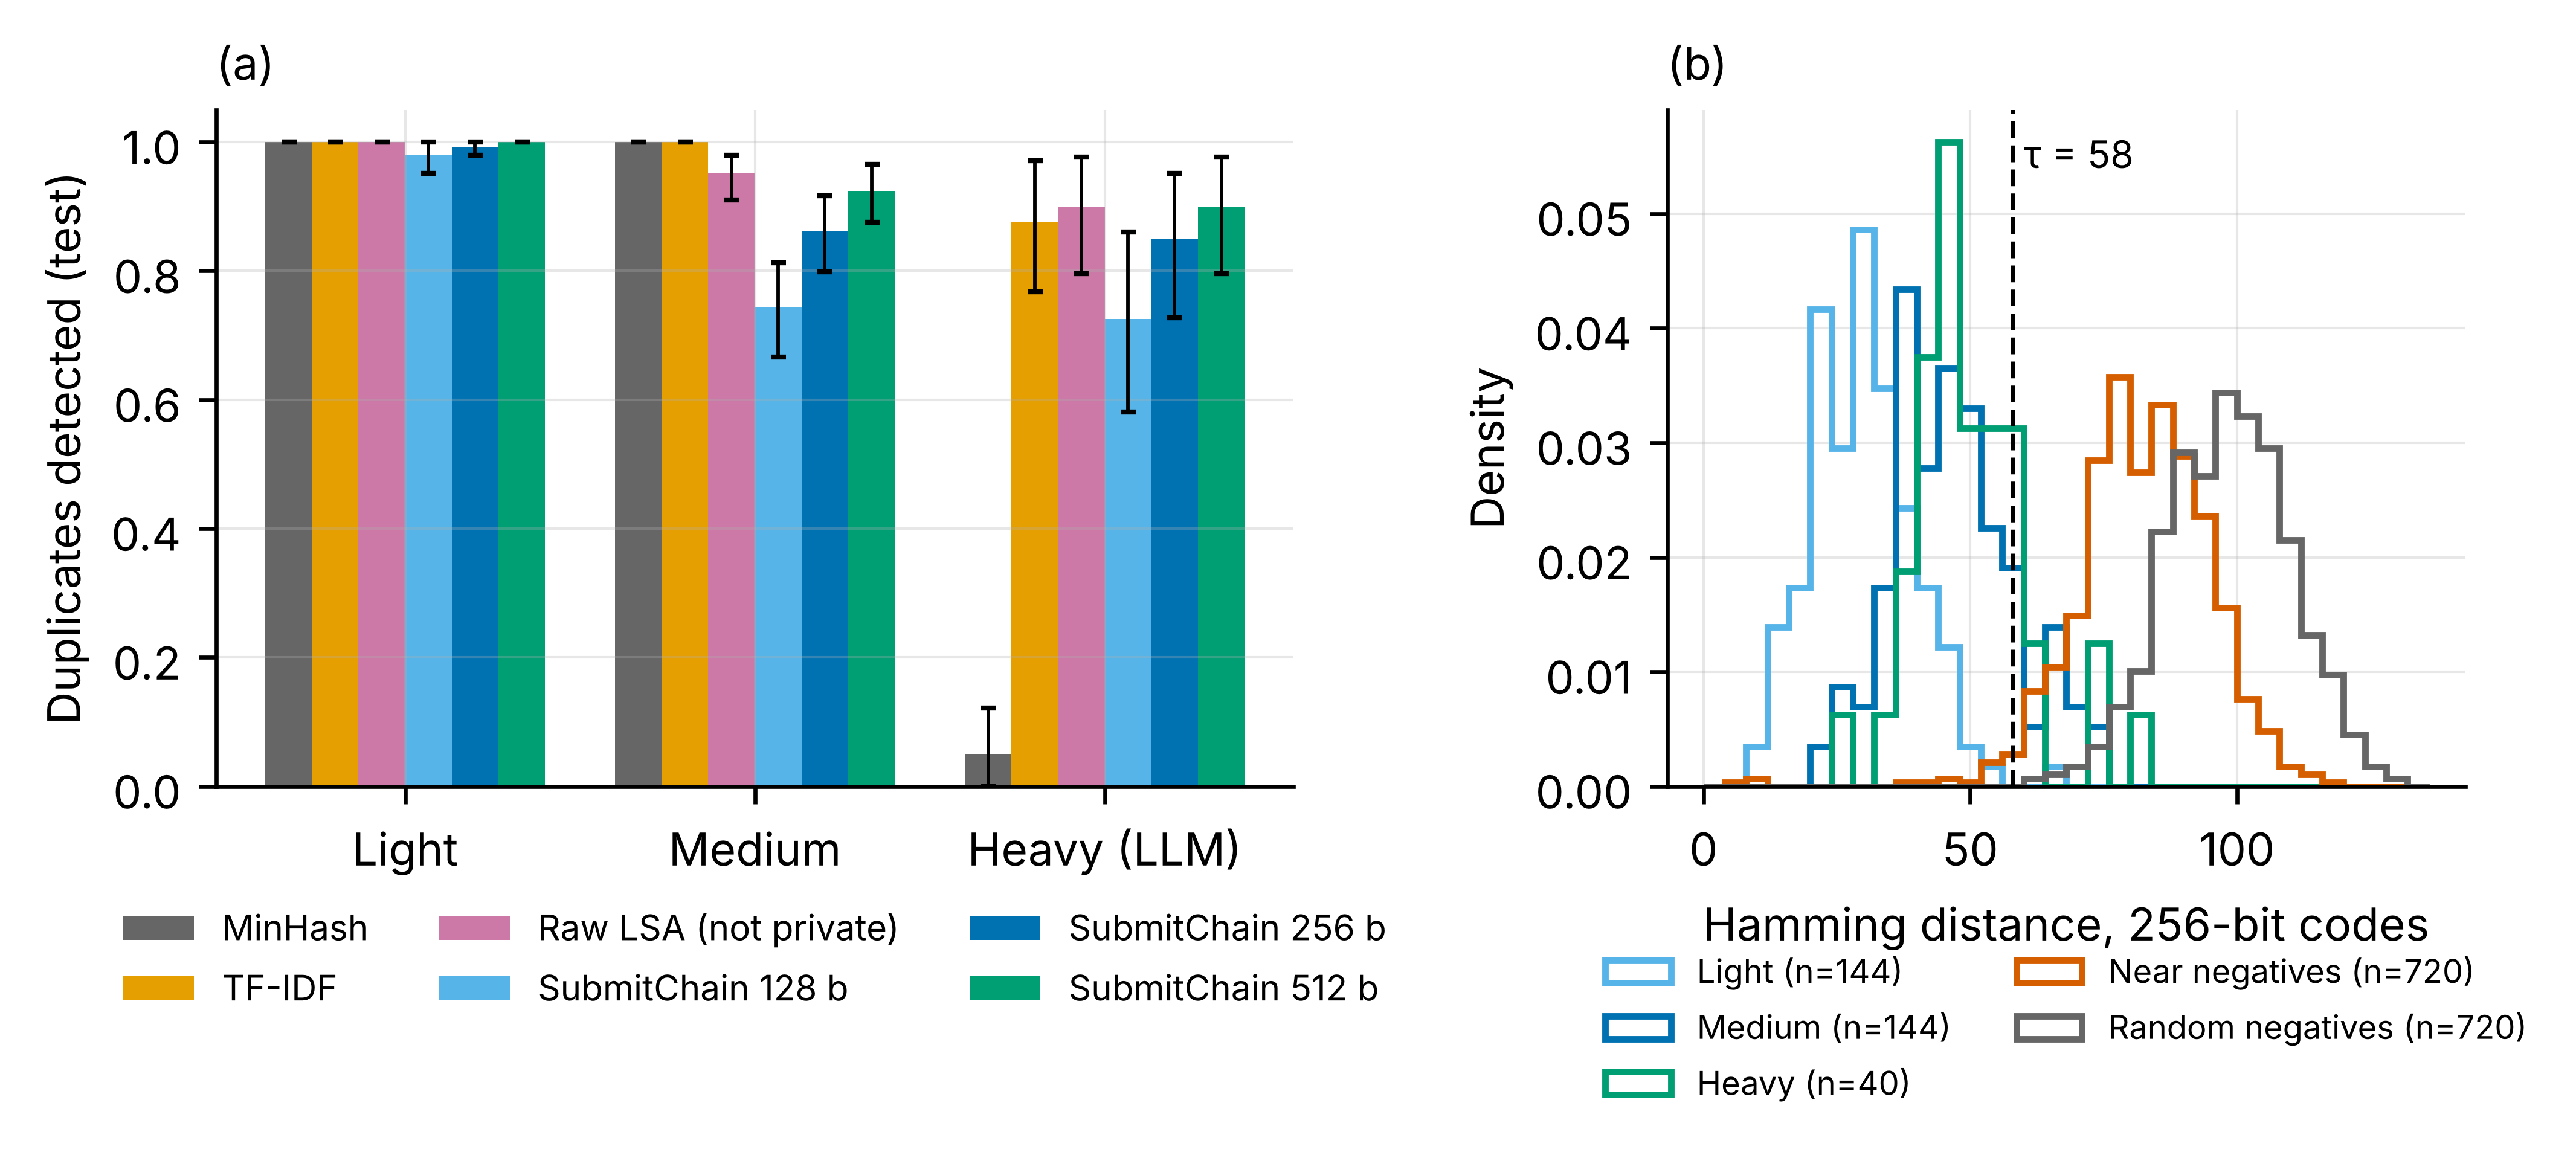 (a)
Duplicates detected (test)
1.0
0.8
0.6
0.4
0.2
0.0
Light
Medium
Heavy (LLM)
MinHash
TF-IDF
Raw LSA (not private)
SubmitChain 128 b
SubmitChain 256 b
SubmitChain 512 b
(b)
Density
0.05
0.04
0.03
0.02
0.01
0.00
τ = 58
0
50
100
Hamming distance, 256-bit codes
Light (n=144)
Medium (n=144)
Heavy (n=40)
Near negatives (n=720)
Random negatives (n=720)